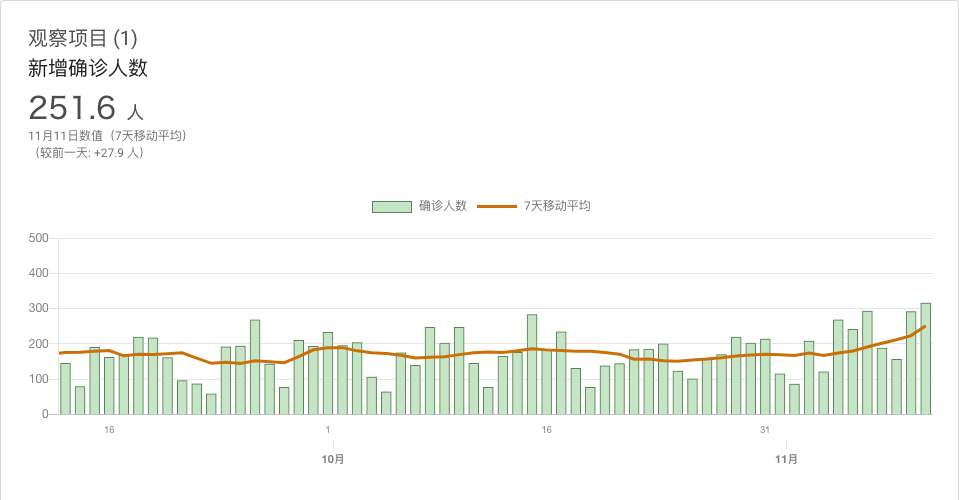 观察项目 (1)
新增确诊人数
251.6 人
11月11日数值（7天移动平均）
（较前一天: +27.9 人）
确诊人数 7天移动平均
500
400
300
200
100
0
16 1 16 31
10月 11月